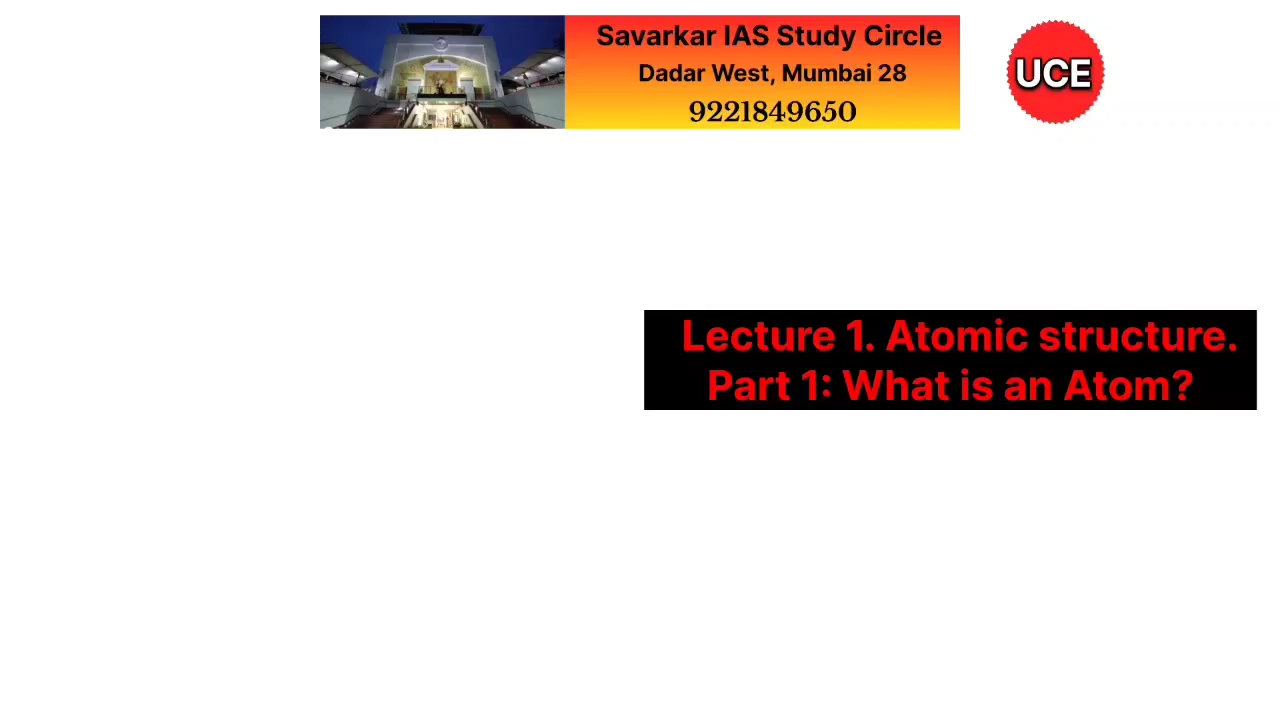 Savarkar IAS Study Circle
Dadar West, Mumbai 28
9221849650
UCE
Lecture 1. Atomic structure.
Part 1: What is an Atom?